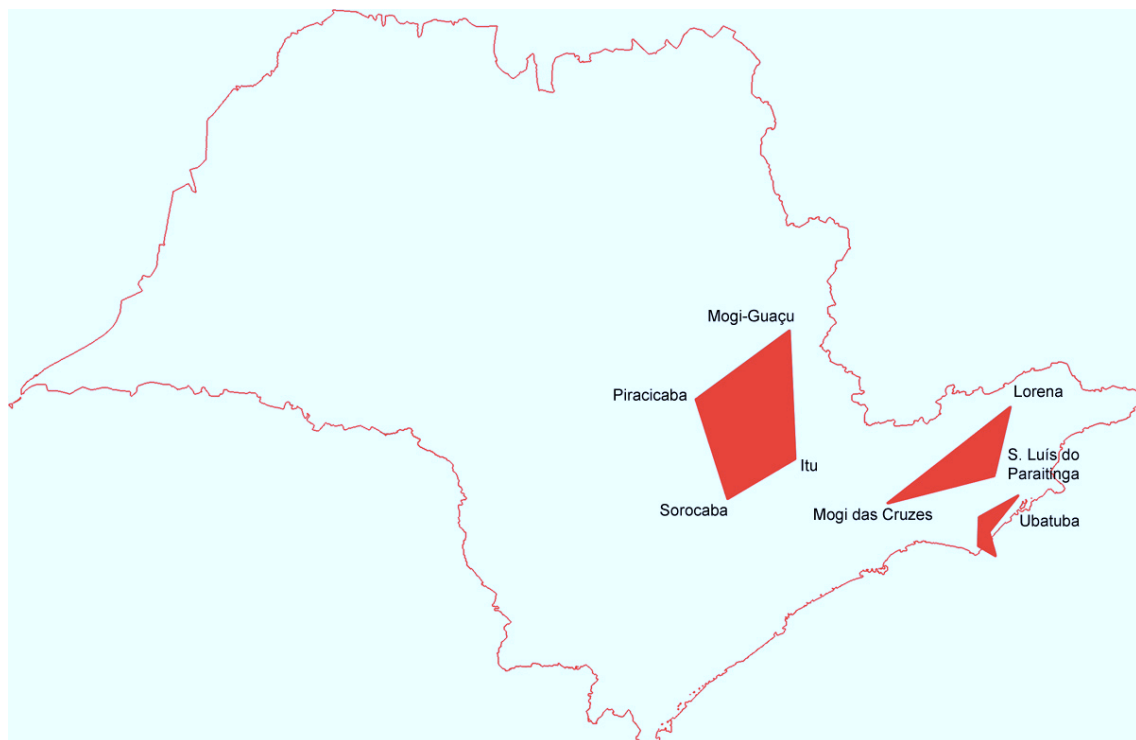 Mogi-Guaçu
Lorena
Piracicaba
S. Luís do
Paraitinga
Itu
Sorocaba
Mogi das Cruzes
Ubatuba